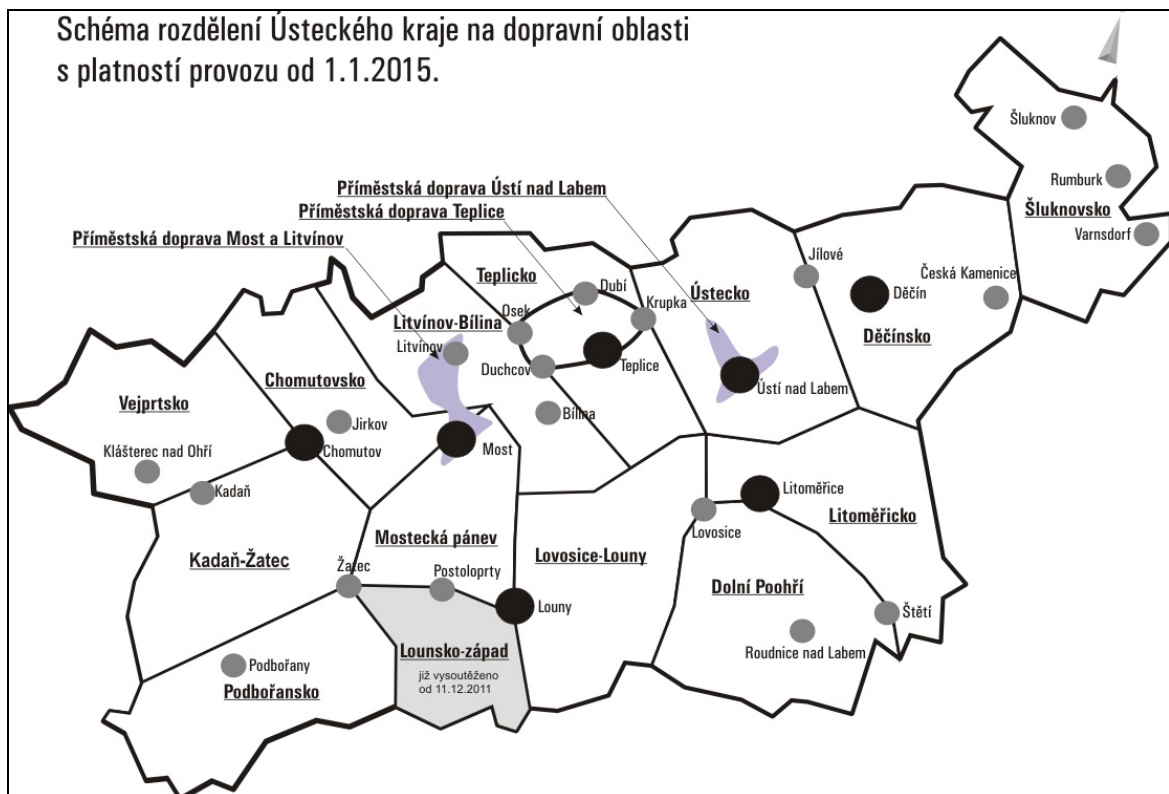 Schéma rozdělení Ústeckého kraje na dopravní oblasti
s platností provozu od 1.1.2015.
Šluknov
Rumburk
Šluknovsko
Varnsdorf
Příměstská doprava Ústí nad Labem
Příměstská doprava Teplice
Příměstská doprava Most a Litvínov
Teplicko
Dubí
Krupka
Ústecko
Jílové
Česká Kamenice
Děčín
Děčínsko
Osek
Litvínov-Bílina
Litvínov
Duchcov
Teplice
Ústí nad Labem
Chomutovsko
Vejprtsko
Jirkov
Bílina
Chomutov
Most
Klášterec nad Ohří
Kadaň
Litoměřice
Litoměřicko
Lovosice
Mostecká pánev
Kadaň-Žatec
Lovosice-Louny
Žatec
Postoloprty
Louny
Dolní Poohří
Štětí
Roudnice nad Labem
Lounsko-západ
již vysoutěženo
od 11.12.2011
Podbořany
Podbořansko